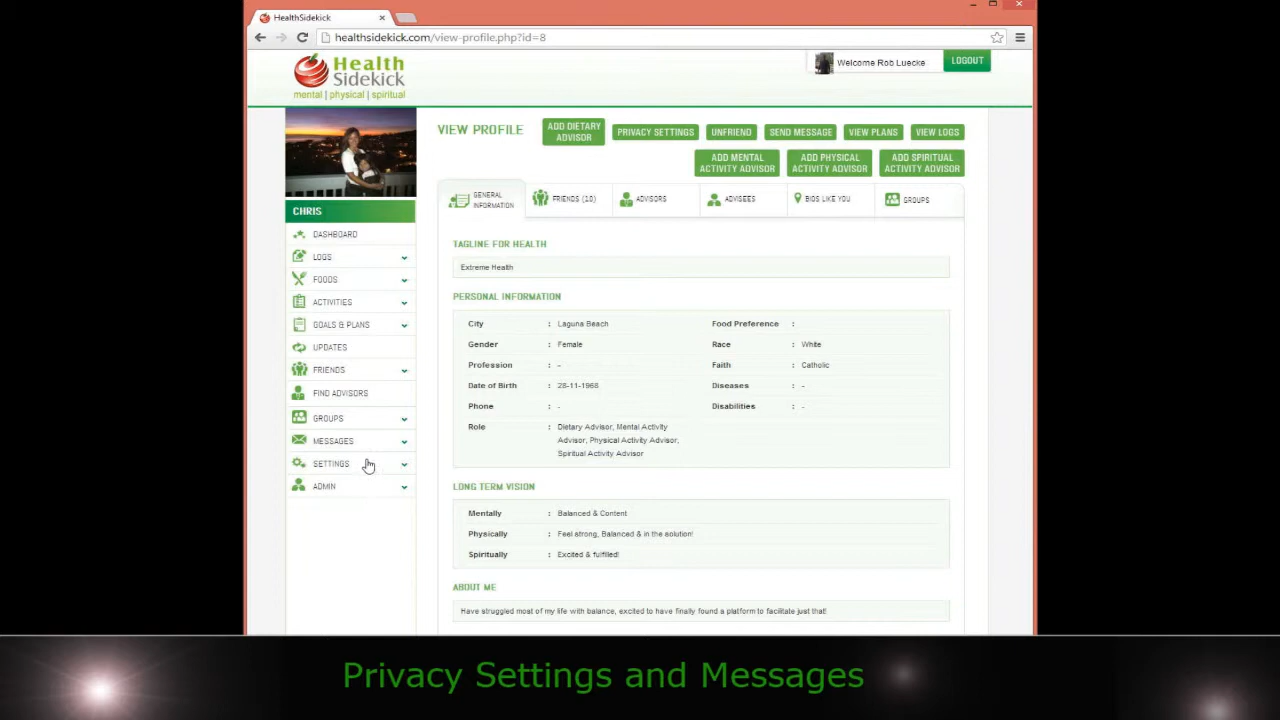 HealthSidekick
healthsidekick.com/view-profile.php?id=8
Health
Sidekick
mental | physical | spiritual
Welcome Rob Luecke
LOGOUT
CHRIS
DASHBOARD
LOGS
FOODS
ACTIVITIES
GOALS & PLANS
UPDATES
FRIENDS
FIND ADVISORS
GROUPS
MESSAGES
SETTINGS
ADMIN
VIEW PROFILE
ADD DIETARY
ADVISOR
PRIVACY SETTINGS
UNFRIEND
SEND MESSAGE
VIEW PLANS
VIEW LOGS
ADD MENTAL
ACTIVITY ADVISOR
ADD PHYSICAL
ACTIVITY ADVISOR
ADD SPIRITUAL
ACTIVITY ADVISOR
GENERAL
INFORMATION
FRIENDS (10)
ADVISORS
ADVISEES
BIOS LIKE YOU
GROUPS
TAGLINE FOR HEALTH
Extreme Health
PERSONAL INFORMATION
City : Laguna Beach Food Preference :
Gender : Female Race : White
Profession : - Faith : Catholic
Date of Birth : 28-11-1968 Diseases : -
Phone : - Disabilities : -
Role : Dietary Advisor, Mental Activity
Advisor, Physical Activity Advisor,
Spiritual Activity Advisor
LONG TERM VISION
Mentally : Balanced & Content
Physically : Feel strong, Balanced & in the solution!
Spiritually : Excited & fulfilled!
ABOUT ME
Have struggled most of my life with balance, excited to have finally found a platform to facilitate just that!
Privacy Settings and Messages